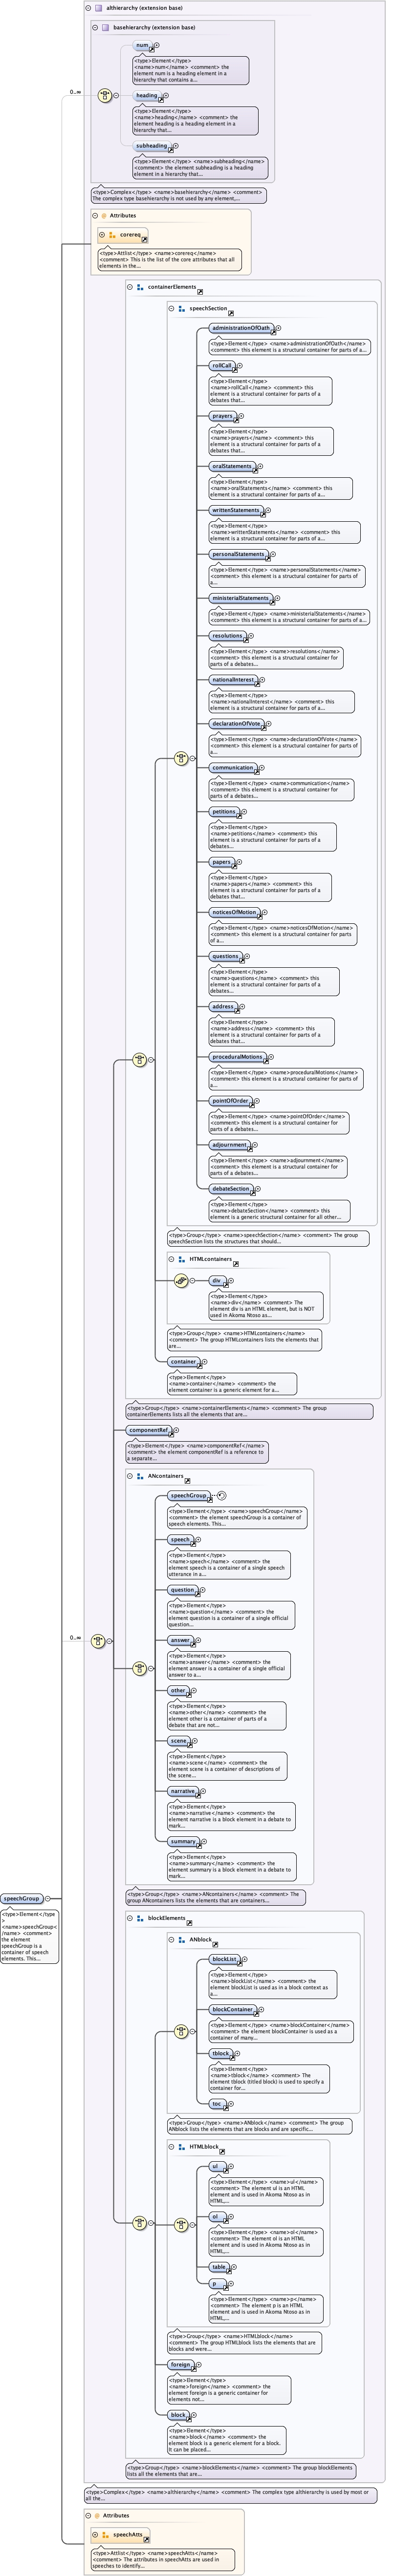 althierarchy (extension base)
basehierarchy (extension base)
num
<type>Element</type>
<name>num</name> <comment> the
element num is a heading element in a
hierarchy that contains a...
0..∞
heading
<type>Element</type>
<name>heading</name> <comment> the
element heading is a heading element in a
hierarchy that...
subheading
<type>Element</type> <name>subheading</name>
<comment> the element subheading is a heading
element in a hierarchy that...
<type>Complex</type> <name>basehierarchy</name> <comment>
The complex type basehierarchy is not used by any element,...
Attributes
corereq
<type>Attlist</type> <name>corereq</name>
<comment> This is the list of the core attributes that all
elements in the...
containerElements
speechSection
administrationOfOath
<type>Element</type> <name>administrationOfOath</name>
<comment> this element is a structural container for parts of a...
rollCall
<type>Element</type>
<name>rollCall</name> <comment> this
element is a structural container for parts of a
debates that...
prayers
<type>Element</type>
<name>prayers</name> <comment> this
element is a structural container for parts of a
debates that...
oralStatements
<type>Element</type>
<name>oralStatements</name> <comment> this
element is a structural container for parts of a...
writtenStatements
<type>Element</type>
<name>writtenStatements</name> <comment> this
element is a structural container for parts of a...
personalStatements
<type>Element</type> <name>personalStatements</name>
<comment> this element is a structural container for parts of
a...
ministerialStatements
<type>Element</type> <name>ministerialStatements</name>
<comment> this element is a structural container for parts of a...
resolutions
<type>Element</type> <name>resolutions</name>
<comment> this element is a structural container for
parts of a debates...
nationalInterest
<type>Element</type>
<name>nationalInterest</name> <comment> this
element is a structural container for parts of a...
declarationOfVote
<type>Element</type> <name>declarationOfVote</name>
<comment> this element is a structural container for parts of
a...
communication
<type>Element</type> <name>communication</name>
<comment> this element is a structural container for
parts of a debates...
petitions
<type>Element</type>
<name>petitions</name> <comment> this
element is a structural container for parts of a
debates...
papers
<type>Element</type>
<name>papers</name> <comment> this
element is a structural container for parts of a
debates...
noticesOfMotion
<type>Element</type> <name>noticesOfMotion</name>
<comment> this element is a structural container for parts
of a...
questions
<type>Element</type>
<name>questions</name> <comment> this
element is a structural container for parts of a
debates...
address
<type>Element</type>
<name>address</name> <comment> this
element is a structural container for parts of a
debates that...
proceduralMotions
<type>Element</type> <name>proceduralMotions</name>
<comment> this element is a structural container for parts of
a...
pointOfOrder
<type>Element</type> <name>pointOfOrder</name>
<comment> this element is a structural container for
parts of a debates...
adjournment
<type>Element</type> <name>adjournment</name>
<comment> this element is a structural container for
parts of a debates...
debateSection
<type>Element</type>
<name>debateSection</name> <comment> this
element is a generic structural container for all other...
<type>Group</type> <name>speechSection</name> <comment> The group
speechSection lists the structures that should...
HTMLcontainers
div
<type>Element</type>
<name>div</name> <comment> The
element div is an HTML element, but is NOT
used in Akoma Ntoso as...
<type>Group</type> <name>HTMLcontainers</name>
<comment> The group HTMLcontainers lists the elements that
are...
container
<type>Element</type>
<name>container</name> <comment> the
element container is a generic element for a...
<type>Group</type> <name>containerElements</name> <comment> The group
containerElements lists all the elements that are...
componentRef
<type>Element</type> <name>componentRef</name>
<comment> the element componentRef is a reference to
a separate...
ANcontainers
speechGroup
<type>Element</type> <name>speechGroup</name>
<comment> the element speechGroup is a container of
speech elements. This...
speech
<type>Element</type>
<name>speech</name> <comment> the
element speech is a container of a single speech
utterance in a...
question
<type>Element</type>
<name>question</name> <comment> the
element question is a container of a single official
question...
0..∞
answer
<type>Element</type>
<name>answer</name> <comment> the
element answer is a container of a single official
answer to a...
other
<type>Element</type>
<name>other</name> <comment> the
element other is a container of parts of a
debate that are not...
scene
<type>Element</type>
<name>scene</name> <comment> the
element scene is a container of descriptions of
the scene...
narrative
<type>Element</type>
<name>narrative</name> <comment> the
element narrative is a block element in a debate to
mark...
summary
<type>Element</type>
<name>summary</name> <comment> the
element summary is a block element in a debate to
mark...
<type>Group</type> <name>ANcontainers</name> <comment> The
group ANcontainers lists the elements that are containers...
speechGroup
<type>Element</type
>
<name>speechGroup<
/name> <comment>
the element
speechGroup is a
container of speech
elements. This...
blockElements
ANblock
blockList
<type>Element</type>
<name>blockList</name> <comment> the
element blockList is used as in a block context as
a...
blockContainer
<type>Element</type> <name>blockContainer</name>
<comment> the element blockContainer is used as a
container of many...
tblock
<type>Element</type>
<name>tblock</name> <comment> The
element tblock (titled block) is used to specify a
container for...
toc
<type>Group</type> <name>ANblock</name> <comment> The group
ANblock lists the elements that are blocks and are specific...
HTMLblock
ul
<type>Element</type> <name>ul</name>
<comment> The element ul is an HTML
element and is used in Akoma Ntoso as
in HTML,...
ol
<type>Element</type> <name>ol</name>
<comment> The element ol is an HTML
element and is used in Akoma Ntoso as
in HTML,...
table
p
<type>Element</type> <name>p</name>
<comment> The element p is an HTML
element and is used in Akoma Ntoso as
in HTML,...
<type>Group</type> <name>HTMLblock</name>
<comment> The group HTMLblock lists the elements that are
blocks and were...
foreign
<type>Element</type>
<name>foreign</name> <comment> the
element foreign is a generic container for
elements not...
block
<type>Element</type>
<name>block</name> <comment> the
element block is a generic element for a block.
It can be placed...
<type>Group</type> <name>blockElements</name> <comment> The group blockElements
lists all the elements that are...
<type>Complex</type> <name>althierarchy</name> <comment> The complex type althierarchy is used by most or
all the...
Attributes
speechAtts
<type>Attlist</type> <name>speechAtts</name>
<comment> The attributes in speechAtts are used in
speeches to identify...